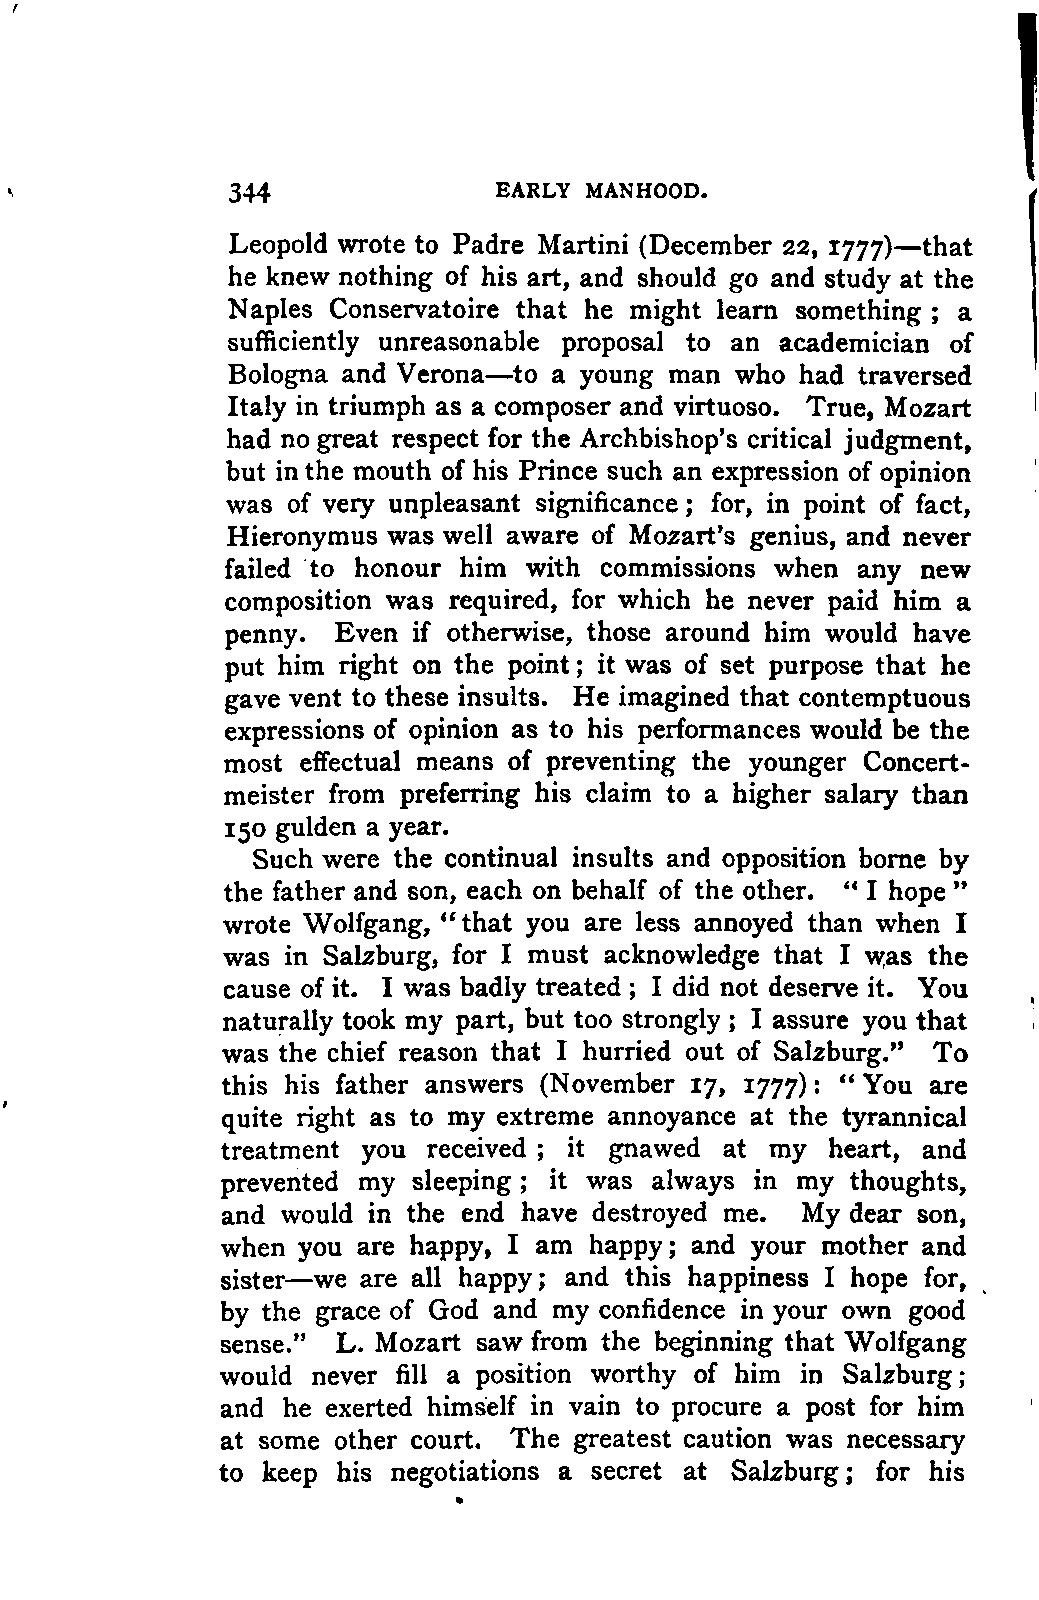 344 EARLY MANHOOD.
Leopold wrote to Padre Martini (December 22, 1777)—that
he knew nothing of his art, and should go and study at the
Naples Conservatoire that he might learn something ; a
sufficiently unreasonable proposal to an academician of
Bologna and Verona—to a young man who had traversed
Italy in triumph as a composer and virtuoso. True, Mozart
had no great respect for the Archbishop's critical judgment,
but in the mouth of his Prince such an expression of opinion
was of very unpleasant significance ; for, in point of fact,
Hieronymus was well aware of Mozart's genius, and never
failed to honour him with commissions when any new
composition was required, for which he never paid him a
penny. Even if otherwise, those around him would have
put him right on the point ; it was of set purpose that he
gave vent to these insults. He imagined that contemptuous
expressions of opinion as to his performances would be the
most effectual means of preventing the younger Concert-
meister from preferring his claim to a higher salary than
150 gulden a year.
Such were the continual insults and opposition borne by
the father and son, each on behalf of the other. " I hope "
wrote Wolfgang, " that you are less annoyed than when I
was in Salzburg, for I must acknowledge that I was the
cause of it. I was badly treated ; I did not deserve it. You
naturally took my part, but too strongly ; I assure you that
was the chief reason that I hurried out of Salzburg." To
this his father answers (November 17, 1777): " You are
quite right as to my extreme annoyance at the tyrannical
treatment you received ; it gnawed at my heart, and
prevented my sleeping ; it was always in my thoughts,
and would in the end have destroyed me. My dear son,
when you are happy, I am happy ; and your mother and
sister—we are all happy ; and this happiness I hope for,
by the grace of God and my confidence in your own good
sense." L. Mozart saw from the beginning that Wolfgang
would never fill a position worthy of him in Salzburg ;
and he exerted himself in vain to procure a post for him
at some other court. The greatest caution was necessary
to keep his negotiations a secret at Salzburg ; for his